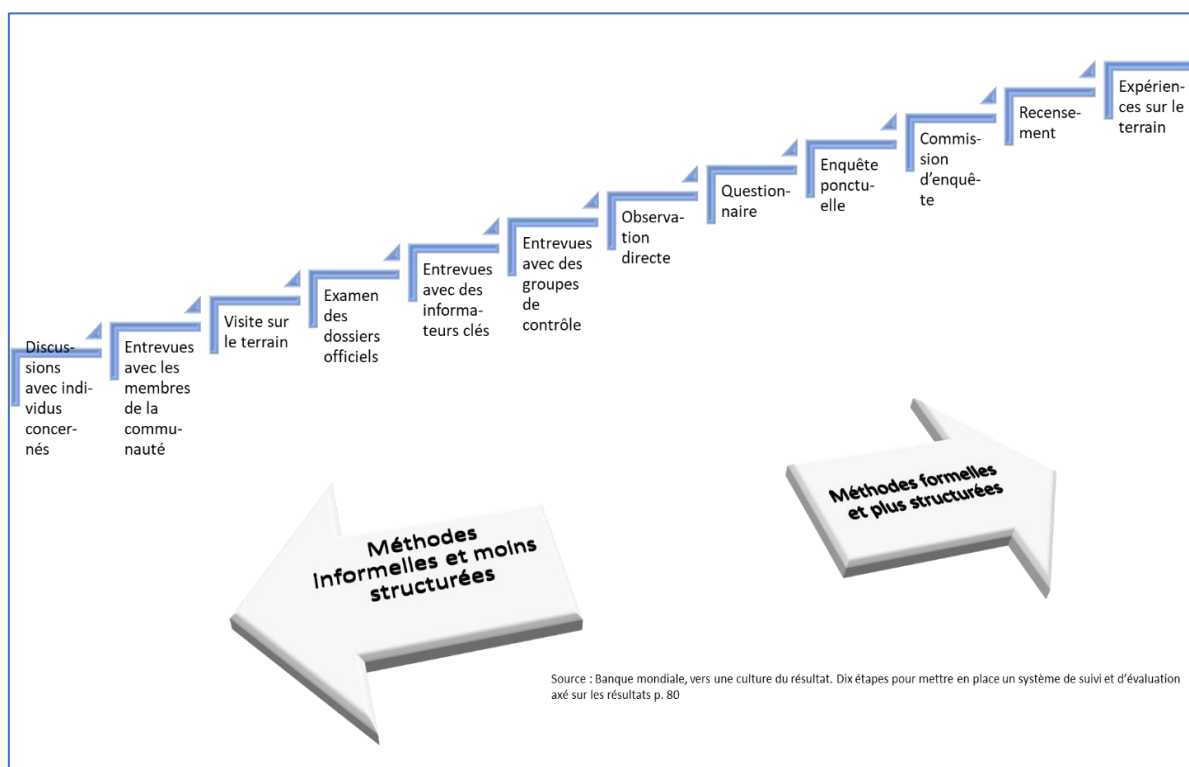 Discus-
sions
avec indi-
vidus
concer-
nés
Entrevues
avec les
membres
de la
commu-
nauté
Visite sur
le terrain
Examen
des
dossiers
officiels
Entrevues
avec des
informa-
teurs clés
Entrevues
avec des
groupes
de
contrôle
Observa-
tion
directe
Question-
naire
Enquête
ponctu-
elle
Commis-
sion
d'enquê-
te
Recense-
ment
Expérien-
ces sur le
terrain
Méthodes
Informelles et moins
structurées
Méthodes formelles
et plus structurées
Source : Banque mondiale, vers une culture du résultat. Dix étapes pour mettre en place un système de suivi et d'évaluation
axé sur les résultats p. 80